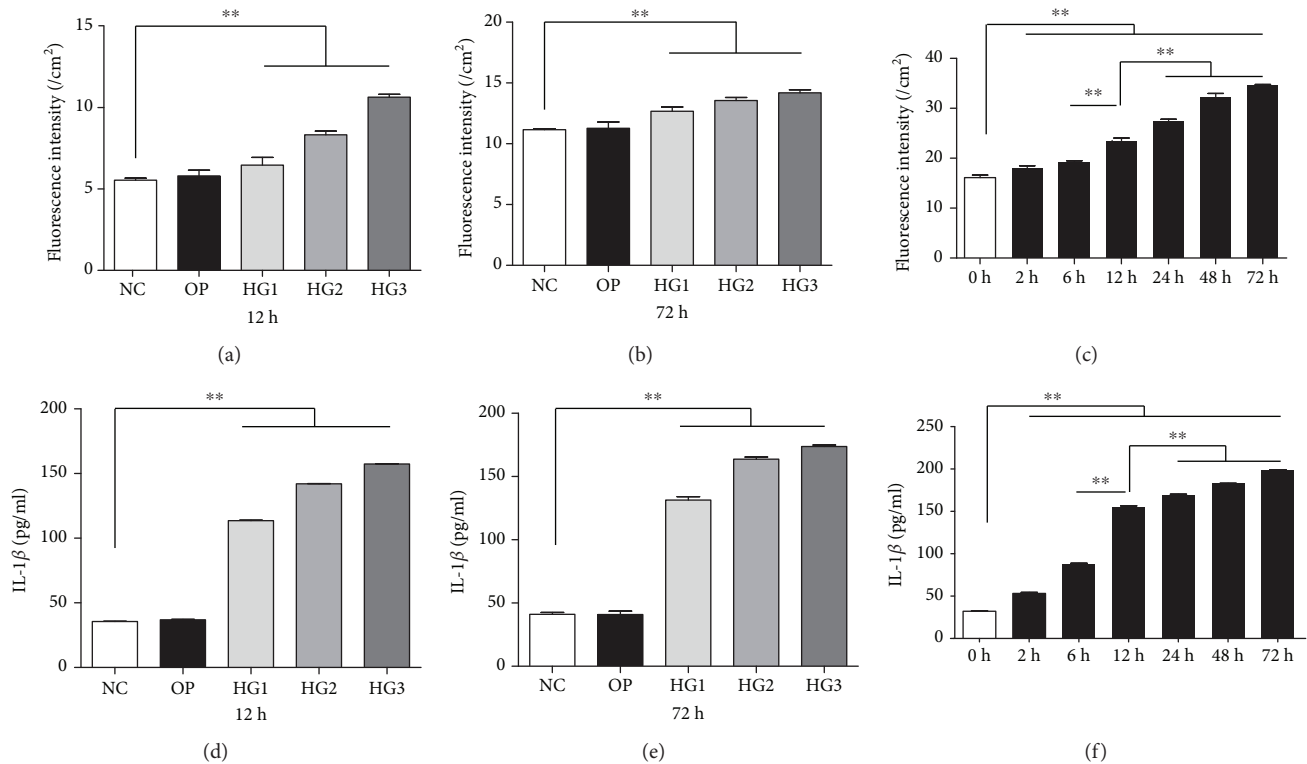 **
Fluorescence intensity (/cm²)
15
10
5
0
NC OP HG1 HG2 HG3
12 h
(a)
**
Fluorescence intensity (/cm²)
20
15
10
5
0
NC OP HG1 HG2 HG3
72 h
(b)
**
**
**
Fluorescence intensity (/cm²)
40
30
20
10
0
0 h 2 h 6 h 12 h 24 h 48 h 72 h
(c)
**
IL-1β (pg/ml)
200
150
100
50
0
NC OP HG1 HG2 HG3
12 h
(d)
**
IL-1β (pg/ml)
200
150
100
50
0
NC OP HG1 HG2 HG3
72 h
(e)
**
**
**
IL-1β (pg/ml)
250
200
150
100
50
0
0 h 2 h 6 h 12 h 24 h 48 h 72 h
(f)